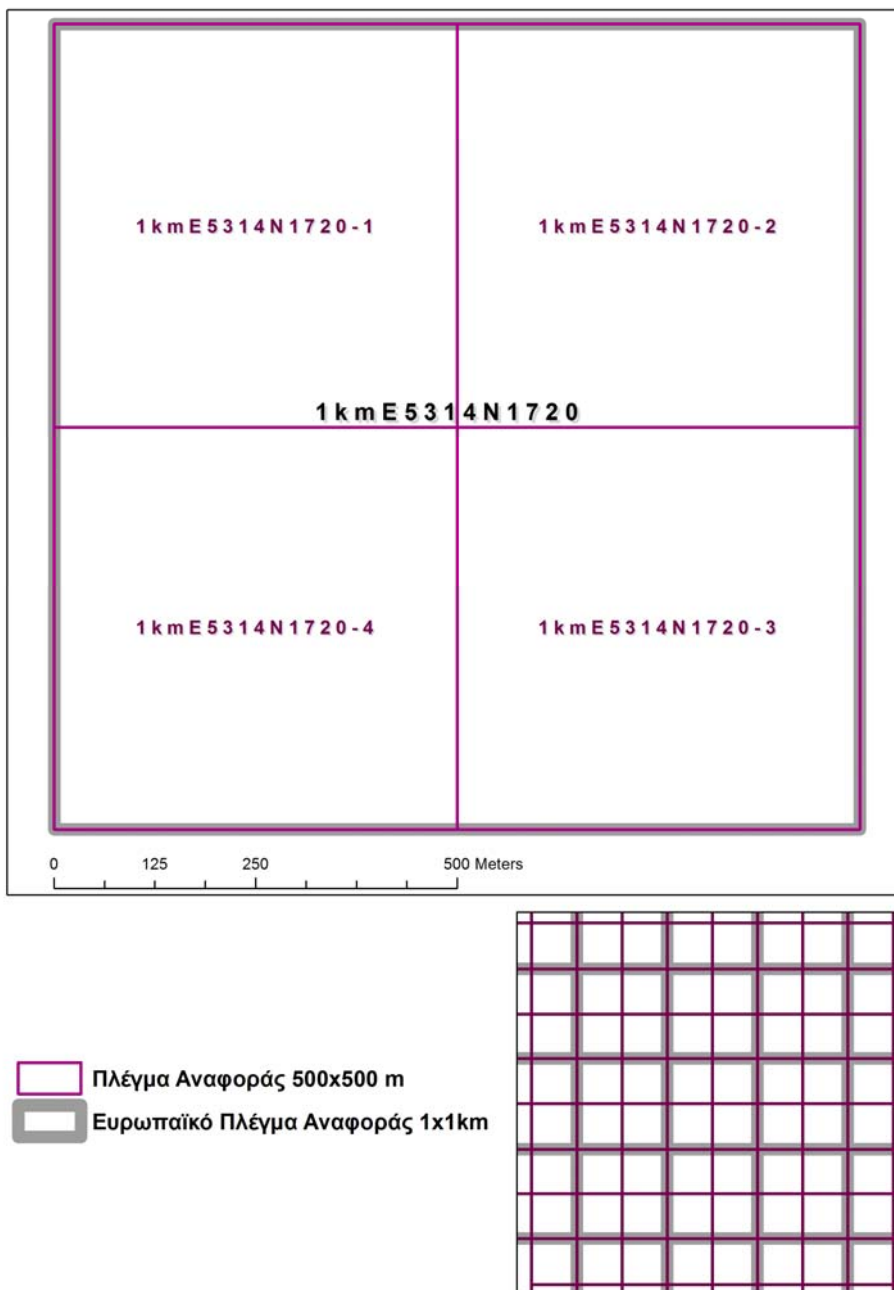 1kmE5314N1720-1 1kmE5314N1720-2
1kmE5314N1720
1kmE5314N1720-4 1kmE5314N1720-3
0 125 250 500 Meters
Πλέγμα Αναφοράς 500x500 m
Ευρωπαϊκό Πλέγμα Αναφοράς 1x1km